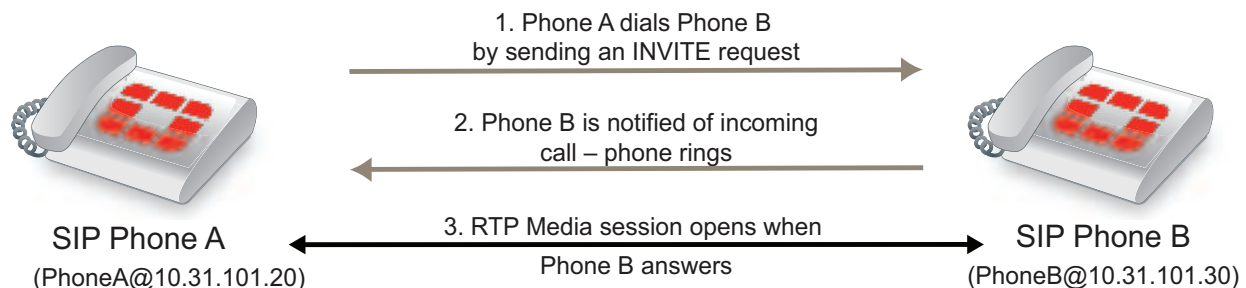 1. Phone A dials Phone B
by sending an INVITE request
2. Phone B is notified of incoming
call – phone rings
3. RTP Media session opens when
Phone B answers
SIP Phone A
(PhoneA@10.31.101.20)
SIP Phone B
(PhoneB@10.31.101.30)